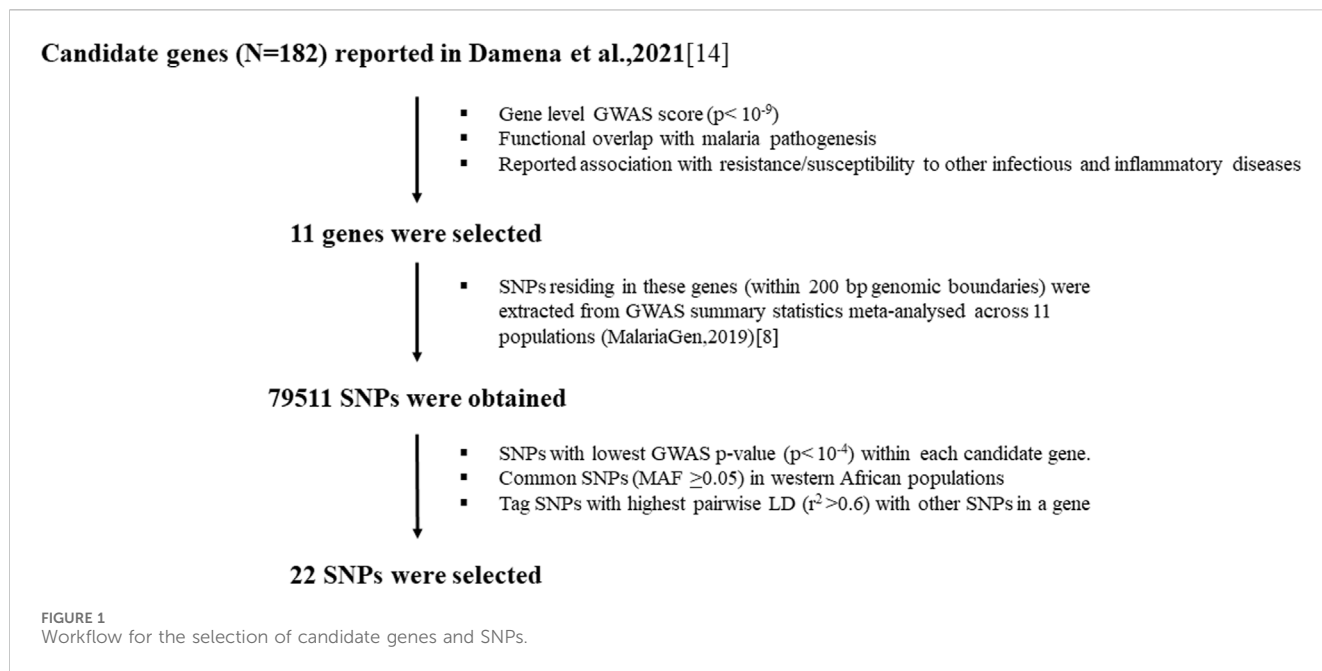 Candidate genes (N=182) reported in Damena et al.,2021[14]
▪ Gene level GWAS score (p< 10⁻⁹)
▪ Functional overlap with malaria pathogenesis
▪ Reported association with resistance/susceptibility to other infectious and inflammatory diseases
11 genes were selected
▪ SNPs residing in these genes (within 200 bp genomic boundaries) were
extracted from GWAS summary statistics meta-analysed across 11
populations (MalariaGen,2019)[8]
79511 SNPs were obtained
▪ SNPs with lowest GWAS p-value (p< 10⁻⁴) within each candidate gene.
▪ Common SNPs (MAF ≥0.05) in western African populations
▪ Tag SNPs with highest pairwise LD (r² >0.6) with other SNPs in a gene
22 SNPs were selected
FIGURE 1
Workflow for the selection of candidate genes and SNPs.